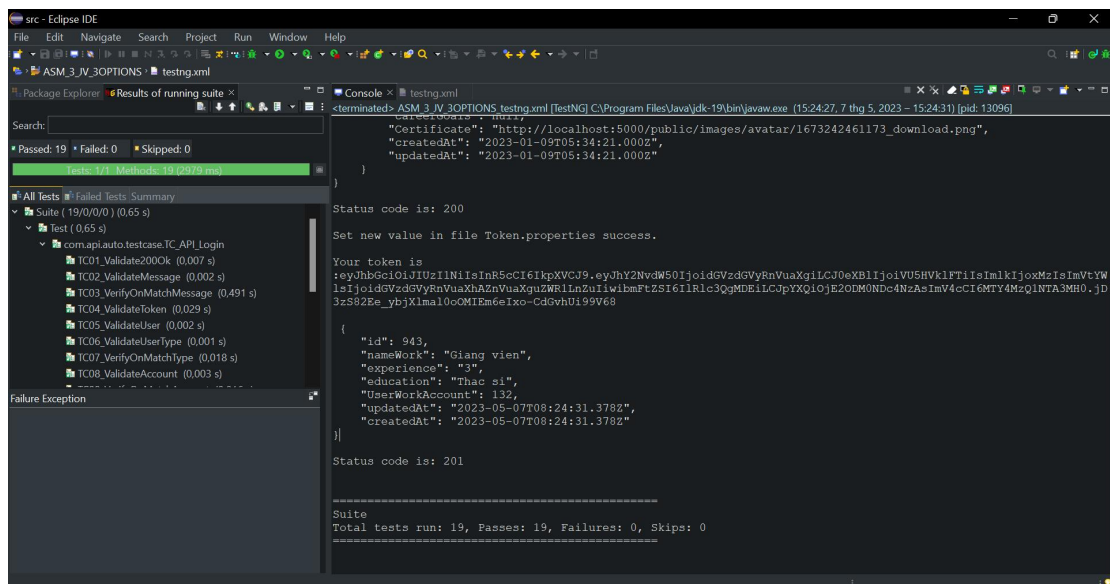 src - Eclipse IDE
File Edit Navigate Search Project Run Window Help
ASM_3_JV_3OPTIONS testng.xml
Package Explorer Results of running suite
Search:
Passed: 19 Failed: 0 Skipped: 0
Tests: 1/1 Methods: 19 (2979 ms)
All Tests Failed Tests Summary
Suite ( 19/0/0/0 ) (0,65 s)
Test ( 0,65 s)
com.api.auto.testcase.TC_API_Login
TC01_Validate200Ok (0,007 s)
TC02_ValidateMessage (0,002 s)
TC03_VerifyOnMatchMessage (0,491 s)
TC04_ValidateToken (0,029 s)
TC05_ValidateUser (0,002 s)
TC06_ValidateUserType (0,001 s)
TC07_VerifyOnMatchType (0,018 s)
TC08_ValidateAccount (0,003 s)
Failure Exception
Console testng.xml
<terminated> ASM_3_JV_3OPTIONS_testng.xml [TestNG] C:\Program Files\Java\jdk-19\bin\javaw.exe (15:24:27, 7 thg 5, 2023 – 15:24:31) [pid: 13096]
"CareerGoals": null,
"Certificate": "http://localhost:5000/public/images/avatar/1673242461173_download.png",
"createdAt": "2023-01-09T05:34:21.000Z",
"updatedAt": "2023-01-09T05:34:21.000Z"
}
}
Status code is: 200
Set new value in file Token.properties success.
Your token is
{
"id": 943,
"nameWork": "Giang vien",
"experience": "3",
"education": "Thac si",
"UserWorkAccount": 132,
"updatedAt": "2023-05-07T08:24:31.378Z",
"createdAt": "2023-05-07T08:24:31.378Z"
}
Status code is: 201
===============================================
Suite
Total tests run: 19, Passes: 19, Failures: 0, Skips: 0
===============================================